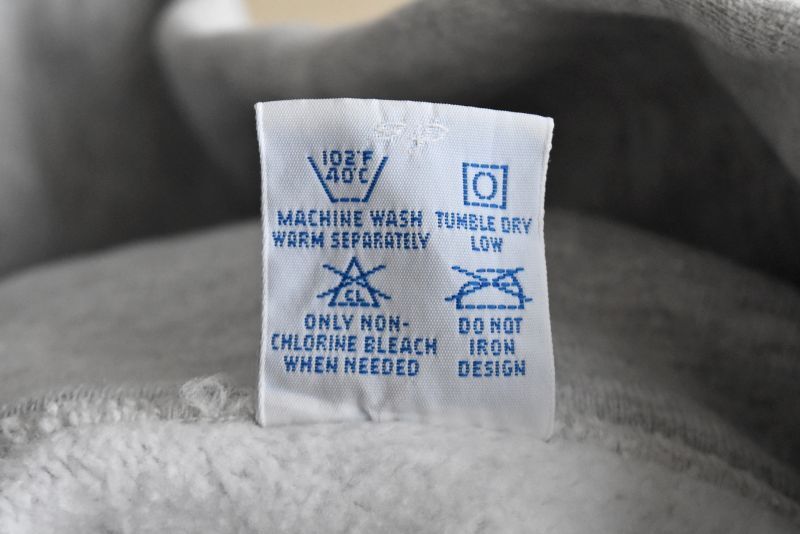 102°F
40°C
MACHINE WASH
WARM SEPARATELY
TUMBLE DRY
LOW
CL
ONLY NON-
CHLORINE BLEACH
WHEN NEEDED
DO NOT
IRON
DESIGN